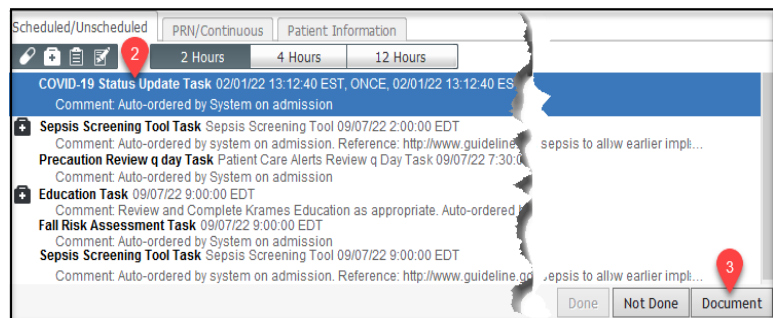 Scheduled/Unscheduled PRN/Continuous Patient Information
2 2 Hours 4 Hours 12 Hours
COVID-19 Status Update Task 02/01/22 13:12:40 EST, ONCE, 02/01/22 13:12:40 ES
Comment: Auto-ordered by System on admission
Sepsis Screening Tool Task Sepsis Screening Tool 09/07/22 2:00:00 EDT
Comment: Auto-ordered by system on admission. Reference: http://www.guideline. sepsis to allow earlier imple...
Precaution Review q day Task Patient Care Alerts Review q Day Task 09/07/22 7:30:0
Comment: Auto-ordered by System on admission
Education Task 09/07/22 9:00:00 EDT
Comment: Review and Complete Krames Education as appropriate. Auto-ordered
Fall Risk Assessment Task 09/07/22 9:00:00 EDT
Comment: Auto-ordered by System on admission
Sepsis Screening Tool Task Sepsis Screening Tool 09/07/22 9:00:00 EDT
Comment: Auto-ordered by system on admission. Reference: http://www.guideline.go sepsis to allow earlier imple...
3
Done Not Done Document